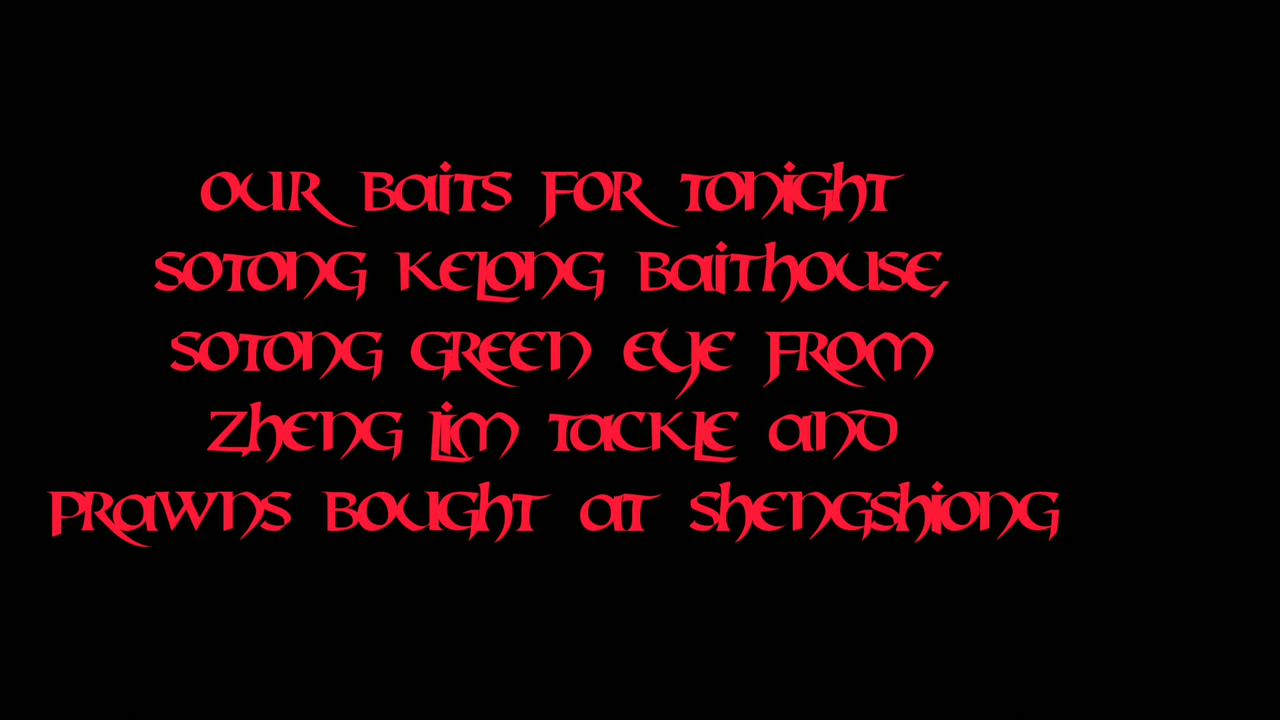 OUR BaiTS FOR TONIGhT
SOTONG KELONG BaiThOUSE,
SOTONG GREEN EYE FROM
ZhENG LIM TaCKLE aND
PRaWNS BOUGhT aT ShENGShiONG